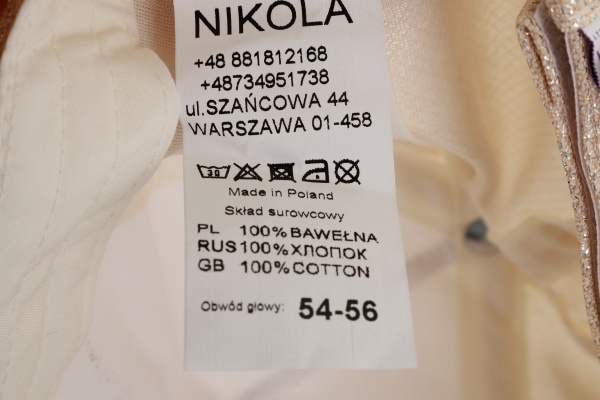 NIKOLA
+48 881812168
+48734951738
ul.SZAŃCOWA 44
WARSZAWA 01-458
30
Made in Poland
Skład surowcowy
PL 100% BAWEŁNA
RUS 100% ХЛОПОК
GB 100% COTTON
Obwód głowy: 54-56